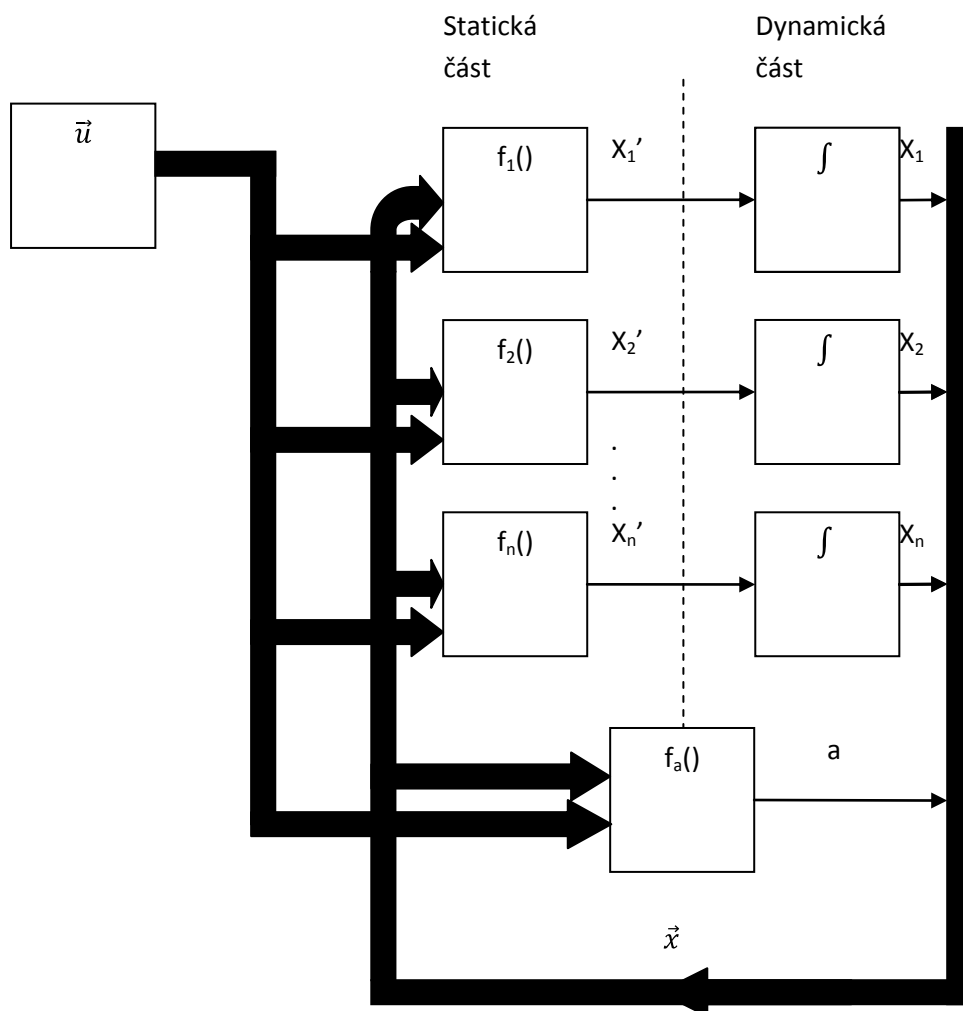 Statická
část
Dynamická
část
u⃗
f₁()
X₁’
∫
X₁
f₂()
X₂’
∫
X₂
.
.
.
fₙ()
Xₙ’
∫
Xₙ
fₐ()
a
x⃗